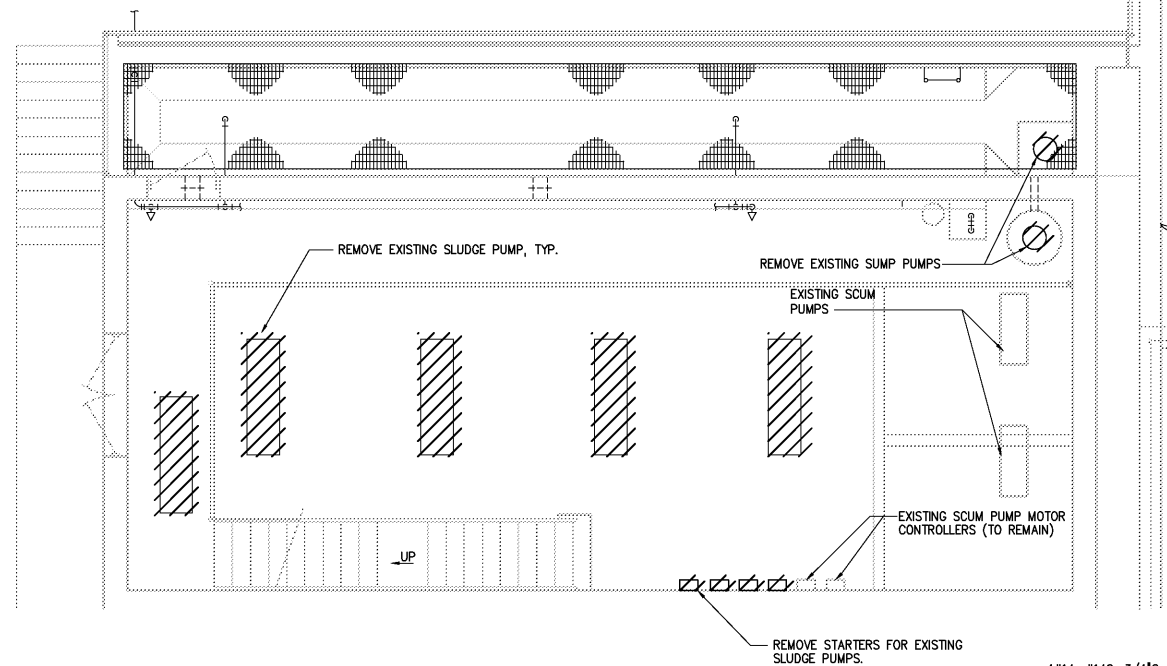 REMOVE EXISTING SLUDGE PUMP, TYP.
REMOVE EXISTING SUMP PUMPS
EXISTING SCUM
PUMPS
EXISTING SCUM PUMP MOTOR
CONTROLLERS (TO REMAIN)
UP
REMOVE STARTERS FOR EXISTING
SLUDGE PUMPS.